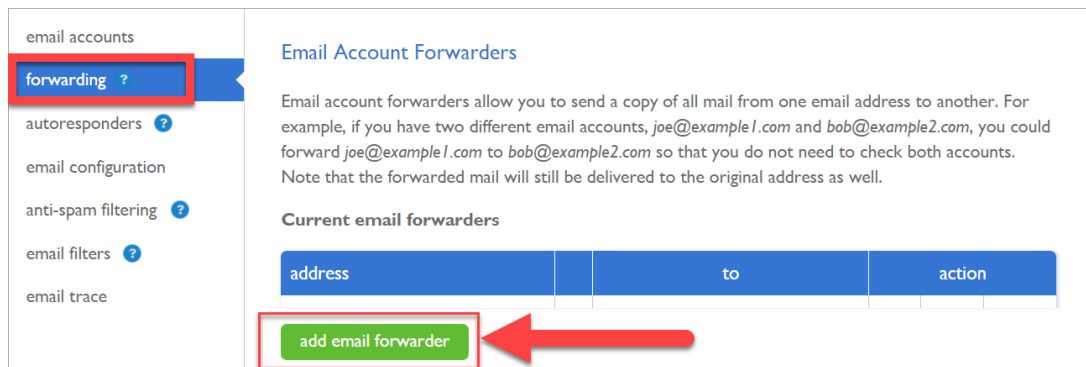 email accounts
forwarding ?
autoresponders ?
email configuration
anti-spam filtering ?
email filters ?
email trace
Email Account Forwarders
Email account forwarders allow you to send a copy of all mail from one email address to another. For
example, if you have two different email accounts, joe@example1.com and bob@example2.com, you could
forward joe@example1.com to bob@example2.com so that you do not need to check both accounts.
Note that the forwarded mail will still be delivered to the original address as well.
Current email forwarders
address to action
add email forwarder